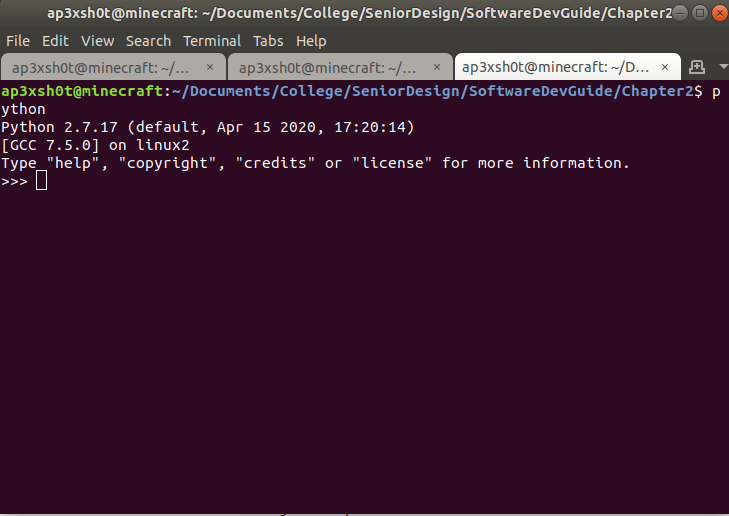 ap3xsh0t@minecraft: ~/Documents/College/SeniorDesign/SoftwareDevGuide/Chapter2
File Edit View Search Terminal Tabs Help
ap3xsh0t@minecraft: ~/... × ap3xsh0t@minecraft: ~/... × ap3xsh0t@minecraft: ~/D... ×
ap3xsh0t@minecraft:~/Documents/College/SeniorDesign/SoftwareDevGuide/Chapter2$ p
ython
Python 2.7.17 (default, Apr 15 2020, 17:20:14)
[GCC 7.5.0] on linux2
Type "help", "copyright", "credits" or "license" for more information.
>>>